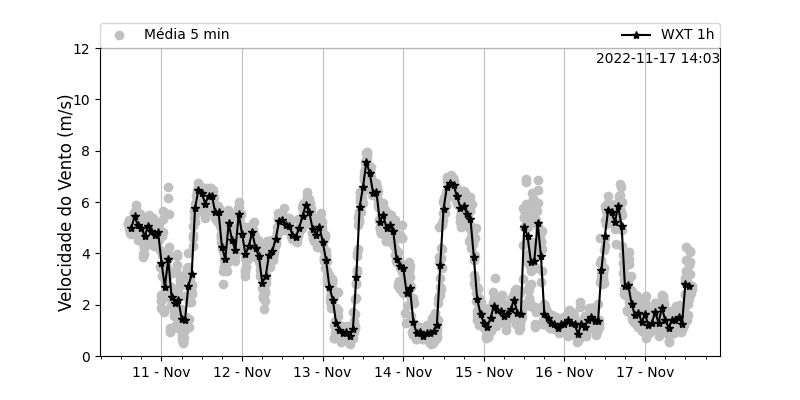 Média 5 min
WXT 1h
2022-11-17 14:03
Velocidade do Vento (m/s)
12
10
8
6
4
2
0
11 - Nov
12 - Nov
13 - Nov
14 - Nov
15 - Nov
16 - Nov
17 - Nov